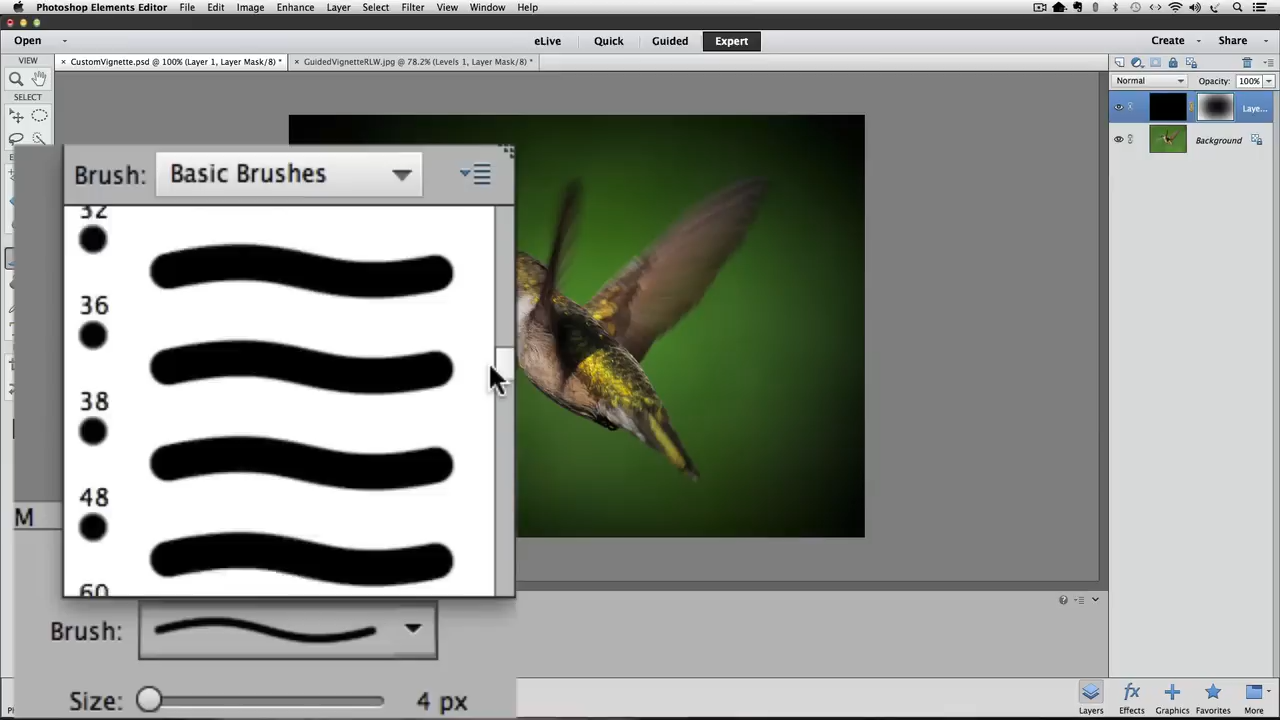 Photoshop Elements Editor File Edit Image Enhance Layer Select Filter View Window Help
Open eLive Quick Guided Expert Create Share
VIEW × CustomVignette.psd @ 100% (Layer 1, Layer Mask/8) * × GuidedVignetteRLW.jpg @ 78.2% (Levels 1, Layer Mask/8) *
Normal Opacity: 100%
SELECT
Laye...
Background
Brush: Basic Brushes
32
36
38
48
60
M
Brush:
Size: 4 px
Layers Effects Graphics Favorites More